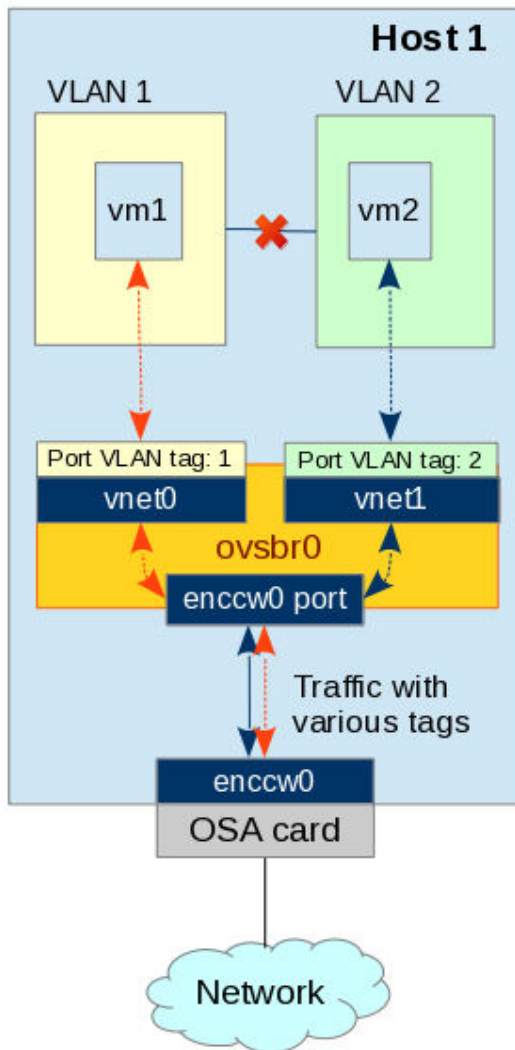 Host 1
VLAN 1
VLAN 2
vm1
vm2
Port VLAN tag: 1
Port VLAN tag: 2
vnet0
vnet1
ovsbr0
enccw0 port
Traffic with
various tags
enccw0
OSA card
Network